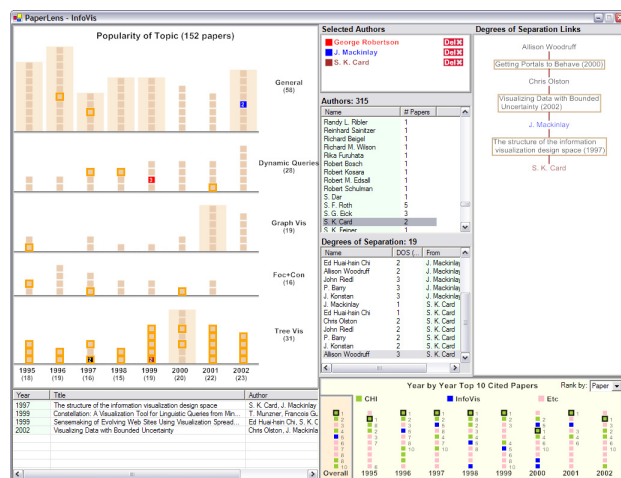 PaperLens - InfoVis
Popularity of Topic (152 papers)
General
(58)
2
Dynamic Queries
(28)
3
Graph Vis
(19)
Foc+Con
(16)
Tree Vis
(31)
2
2
1995 1996 1997 1998 1999 2000 2001 2002
(18) (19) (16) (15) (19) (20) (22) (23)
Selected Authors
George Robertson Del X
J. Mackinlay Del X
S. K. Card Del X
Authors: 315
Name # Papers
Randy L. Ribler 1
Reinhard Saintzer 1
Richard Beigel 1
Richard M. Wilson 1
Rika Furuhata 1
Robert Bosch 1
Robert Kosara 1
Robert M. Edsall 1
Robert Schulman 1
S. Dar 1
S. F. Roth 5
S. G. Eick 3
S. K. Card 2
S. K. Feiner 1
Degrees of Separation: 19
Name DOS (... From
Ed Huai-hsin Chi 2 J. Mackinlay
Allison Woodruff 2 J. Mackinlay
John Riedl 3 J. Mackinlay
P. Barry 3 J. Mackinlay
J. Konstan 3 J. Mackinlay
J. Mackinlay 1 S. K. Card
Ed Huai-hsin Chi 1 S. K. Card
Chris Olston 2 S. K. Card
John Riedl 2 S. K. Card
P. Barry 2 S. K. Card
J. Konstan 2 S. K. Card
Allison Woodruff 3 S. K. Card
Degrees of Separation Links
Allison Woodruff
Getting Portals to Behave (2000)
Chris Olston
Visualizing Data with Bounded
Uncertainty (2002)
J. Mackinlay
The structure of the information
visualization design space (1997)
S. K. Card
Year Title Author
1997 The structure of the information visualization design space S. K. Card, J. Mackinlay
1999 Constellation: A Visualization Tool for Linguistic Queries from Min... T. Munzner, Francois Gu
1999 Sensemaking of Evolving Web Sites Using Visualization Spread... Ed Huai-hsin Chi, S. K. C
2002 Visualizing Data with Bounded Uncertainty Chris Olston, J. Mackinla
Year by Year Top 10 Cited Papers Rank by: Paper
CHI InfoVis Etc
Overall 1995 1996 1997 1998 1999 2000 2001 2002